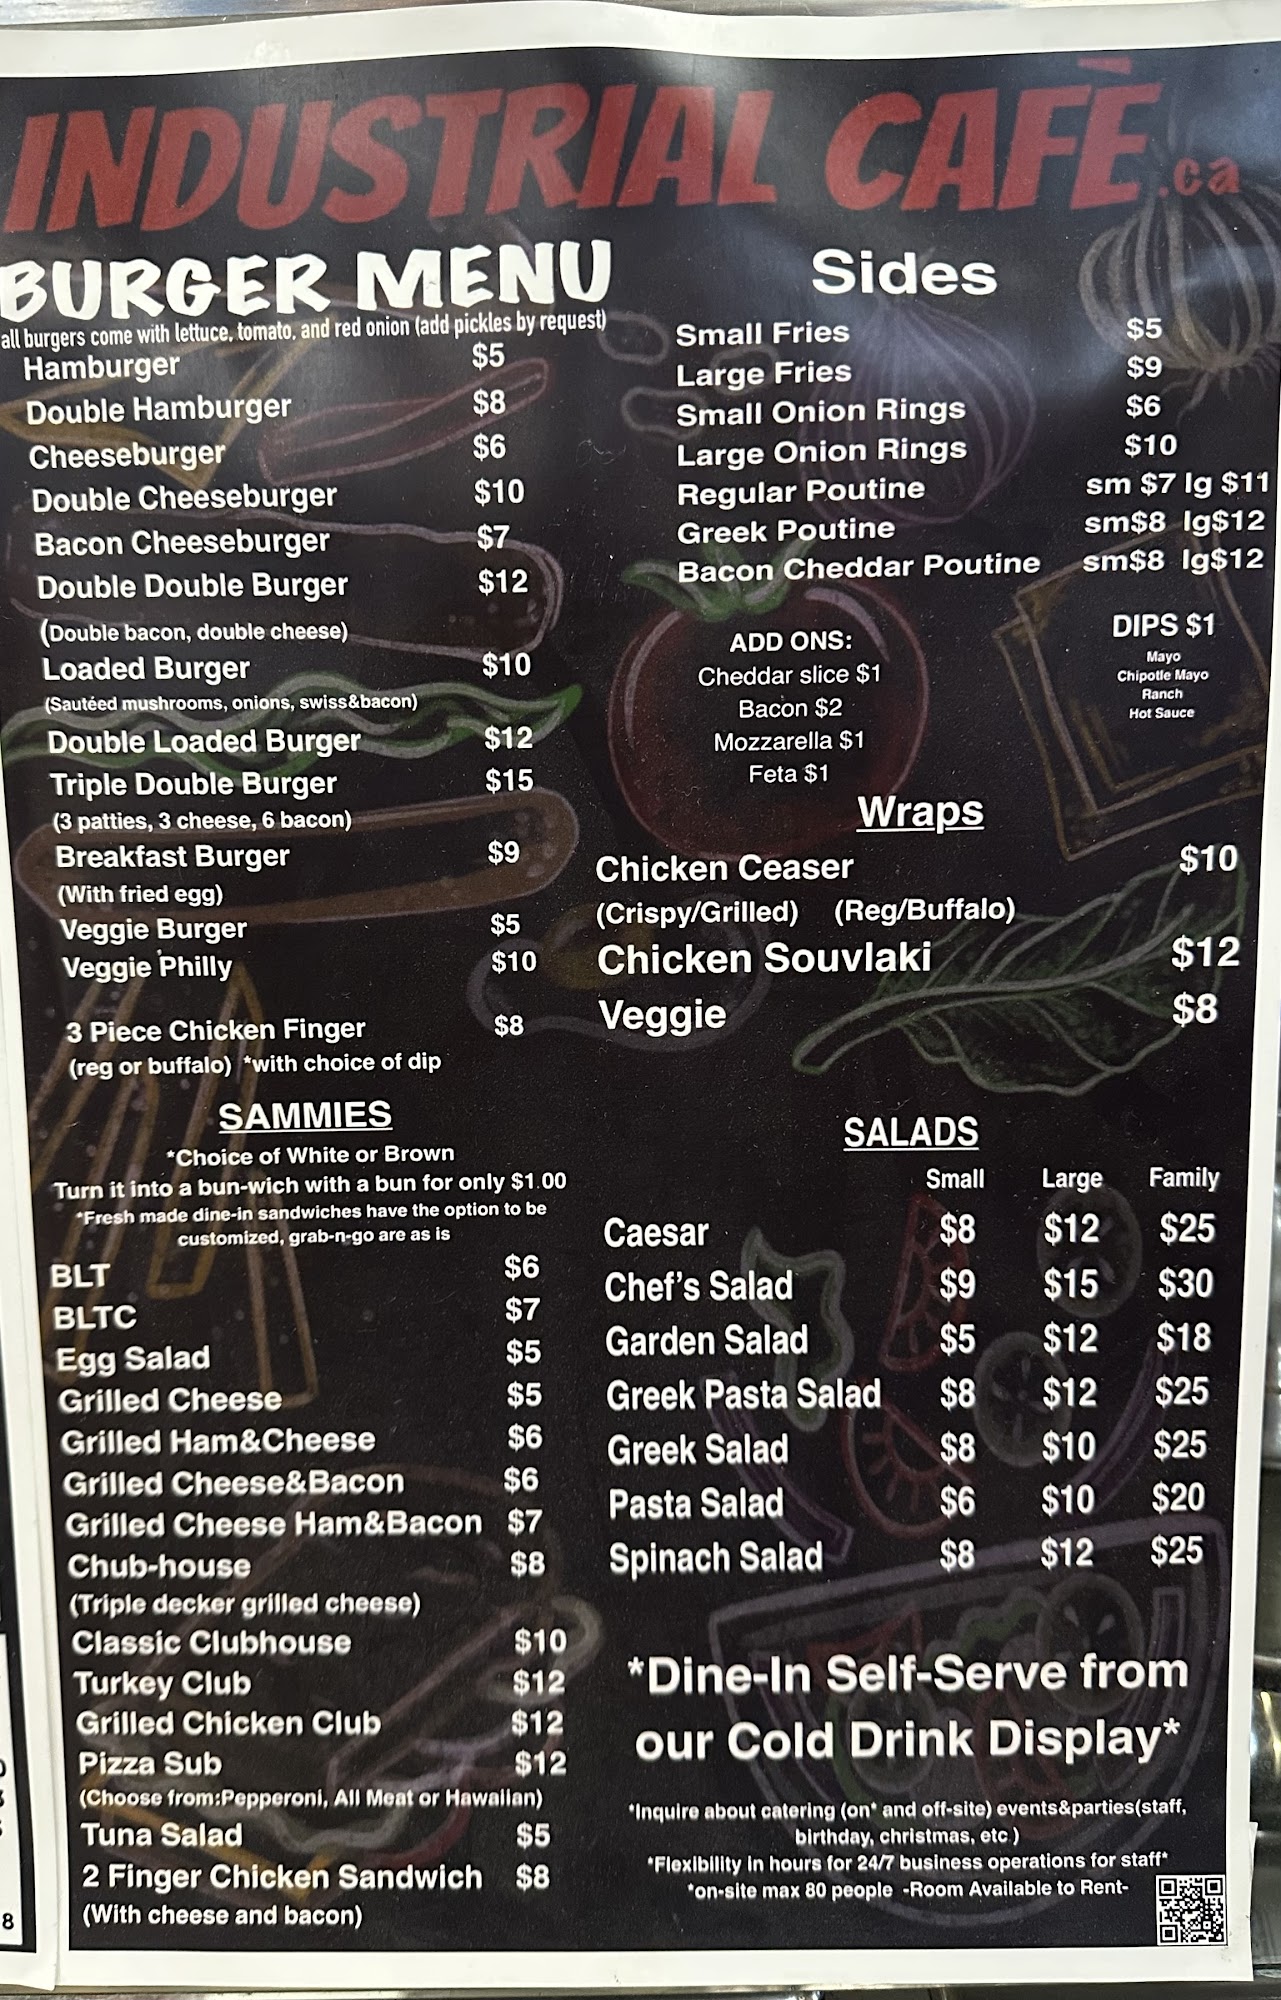 INDUSTRIAL CAFÈ.ca
BURGER MENU
all burgers come with lettuce, tomato, and red onion (add pickles by request)
Hamburger $5
Double Hamburger $8
Cheeseburger $6
Double Cheeseburger $10
Bacon Cheeseburger $7
Double Double Burger $12
(Double bacon, double cheese)
Loaded Burger $10
(Sautéed mushrooms, onions, swiss&bacon)
Double Loaded Burger $12
Triple Double Burger $15
(3 patties, 3 cheese, 6 bacon)
Breakfast Burger $9
(With fried egg)
Veggie Burger $5
Veggie Philly $10
3 Piece Chicken Finger $8
(reg or buffalo) *with choice of dip
SAMMIES
*Choice of White or Brown
Turn it into a bun-wich with a bun for only $1.00
*Fresh made dine-in sandwiches have the option to be
customized, grab-n-go are as is
BLT $6
BLTC $7
Egg Salad $5
Grilled Cheese $5
Grilled Ham&Cheese $6
Grilled Cheese&Bacon $6
Grilled Cheese Ham&Bacon $7
Chub-house $8
(Triple decker grilled cheese)
Classic Clubhouse $10
Turkey Club $12
Grilled Chicken Club $12
Pizza Sub $12
(Choose from:Pepperoni, All Meat or Hawaiian)
Tuna Salad $5
2 Finger Chicken Sandwich $8
(With cheese and bacon)
Sides
Small Fries $5
Large Fries $9
Small Onion Rings $6
Large Onion Rings $10
Regular Poutine sm $7 lg $11
Greek Poutine sm$8 lg$12
Bacon Cheddar Poutine sm$8 lg$12
ADD ONS:
Cheddar slice $1
Bacon $2
Mozzarella $1
Feta $1
DIPS $1
Mayo
Chipotle Mayo
Ranch
Hot Sauce
Wraps
Chicken Ceaser $10
(Crispy/Grilled) (Reg/Buffalo)
Chicken Souvlaki $12
Veggie $8
SALADS
Small Large Family
Caesar $8 $12 $25
Chef's Salad $9 $15 $30
Garden Salad $5 $12 $18
Greek Pasta Salad $8 $12 $25
Greek Salad $8 $10 $25
Pasta Salad $6 $10 $20
Spinach Salad $8 $12 $25
*Dine-In Self-Serve from
our Cold Drink Display*
*Inquire about catering (on* and off-site) events&parties(staff,
birthday, christmas, etc )
*Flexibility in hours for 24/7 business operations for staff*
*on-site max 80 people -Room Available to Rent-
8